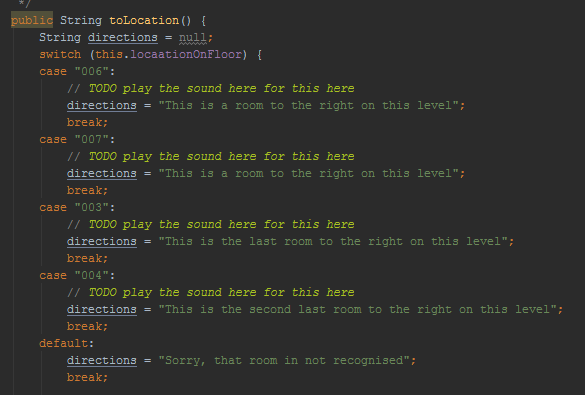 */
public String toLocation() {
String directions = null;
switch (this.locaationOnFloor) {
case "006":
// TODO play the sound here for this here
directions = "This is a room to the right on this level";
break;
case "007":
// TODO play the sound here for this here
directions = "This is a room to the right on this level";
break;
case "003":
// TODO play the sound here for this here
directions = "This is the last room to the right on this level";
break;
case "004":
// TODO play the sound here for this here
directions = "This is the second last room to the right on this level";
break;
default:
directions = "Sorry, that room in not recognised";
break;